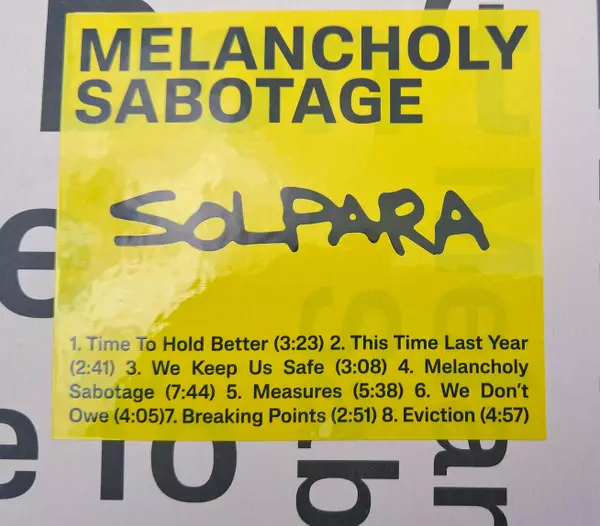 MELANCHOLY
SABOTAGE
SOLPARA
1. Time To Hold Better (3:23) 2. This Time Last Year
(2:41) 3. We Keep Us Safe (3:08) 4. Melancholy
Sabotage (7:44) 5. Measures (5:38) 6. We Don't
Owe (4:05)7. Breaking Points (2:51) 8. Eviction (4:57)